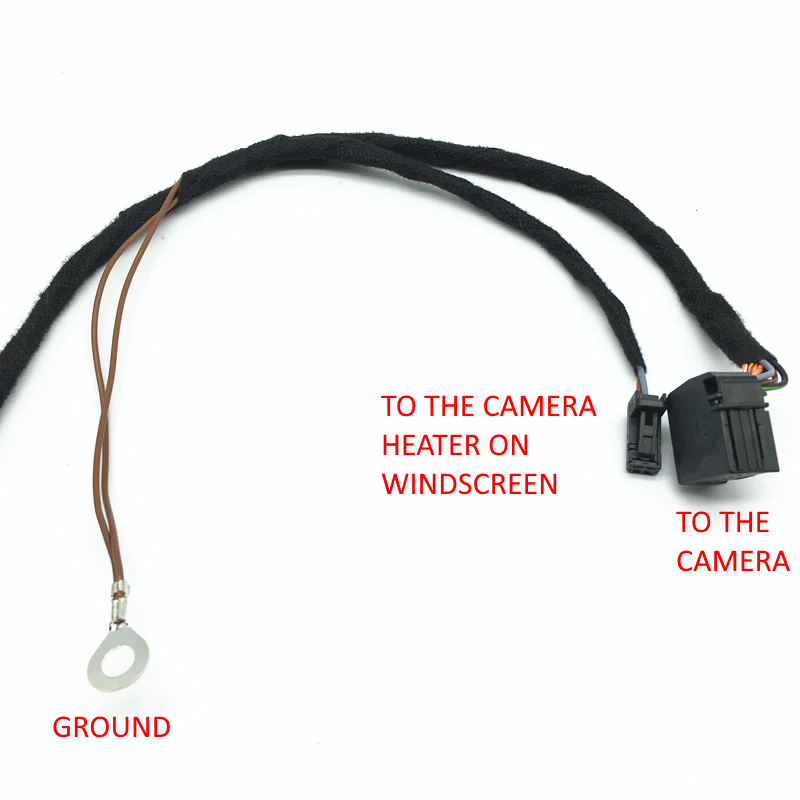 TO THE CAMERA
HEATER ON
WINDSCREEN
TO THE
CAMERA
GROUND